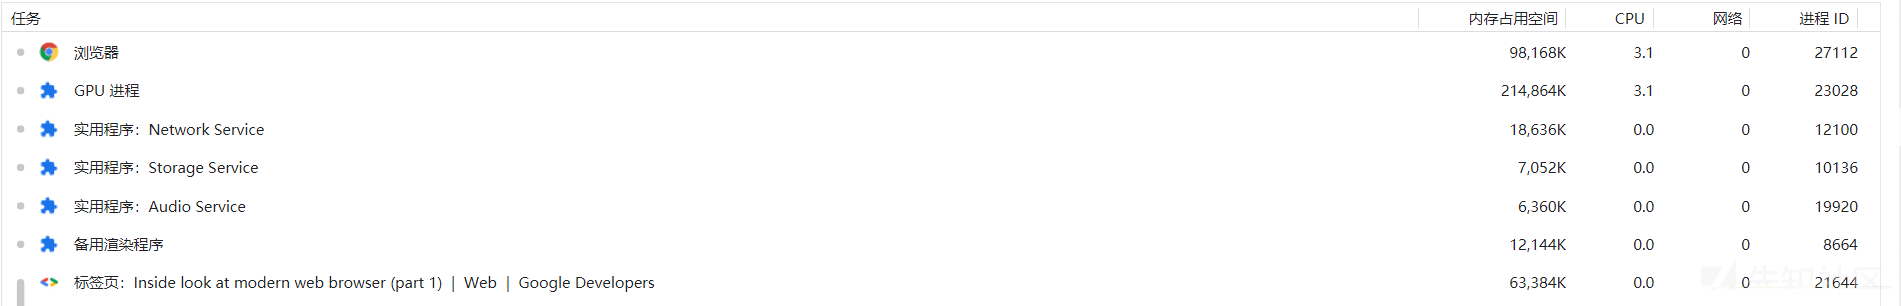 任务 内存占用空间 CPU 网络 进程 ID
浏览器 98,168K 3.1 0 27112
GPU 进程 214,864K 3.1 0 23028
实用程序：Network Service 18,636K 0.0 0 12100
实用程序：Storage Service 7,052K 0.0 0 10136
实用程序：Audio Service 6,360K 0.0 0 19920
备用渲染程序 12,144K 0.0 0 8664
标签页：Inside look at modern web browser (part 1) | Web | Google Developers 63,384K 0.0 0 21644